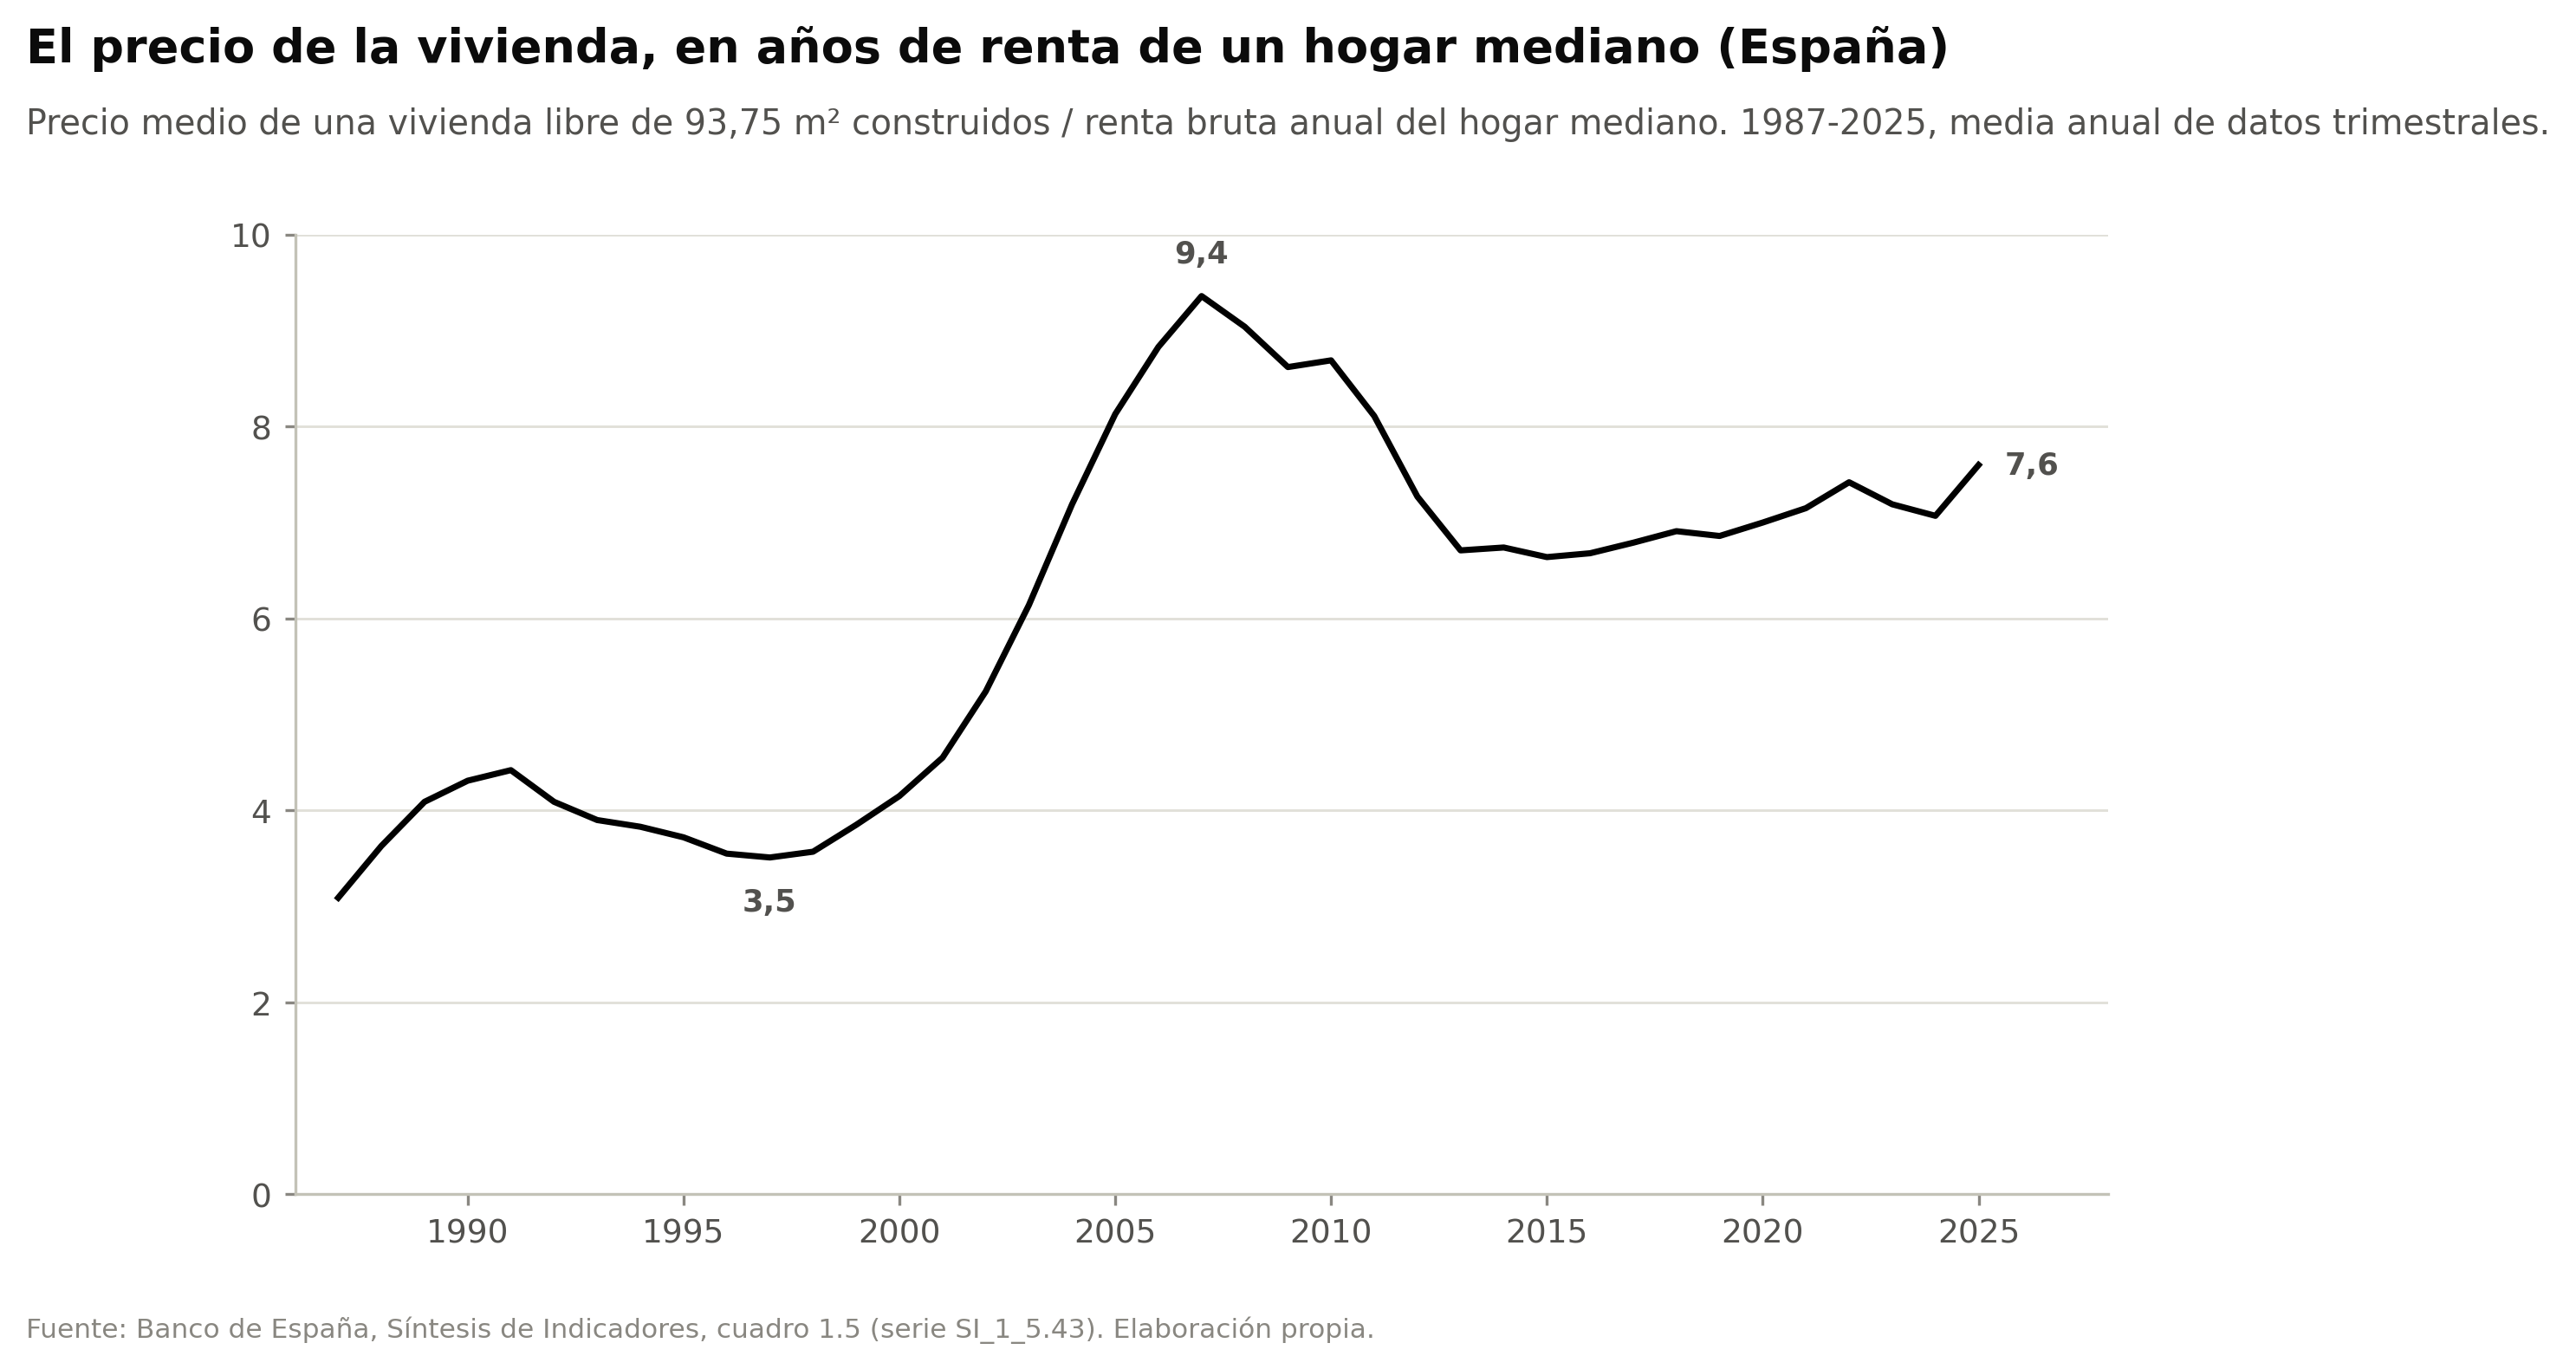 El precio de la vivienda, en años de renta de un hogar mediano (España)
Precio medio de una vivienda libre de 93,75 m² construidos / renta bruta anual del hogar mediano. 1987-2025, media anual de datos trimestrales.
10
9,4
8
7,6
6
4
3,5
2
0
1990 1995 2000 2005 2010 2015 2020 2025
Fuente: Banco de España, Síntesis de Indicadores, cuadro 1.5 (serie SI_1_5.43). Elaboración propia.